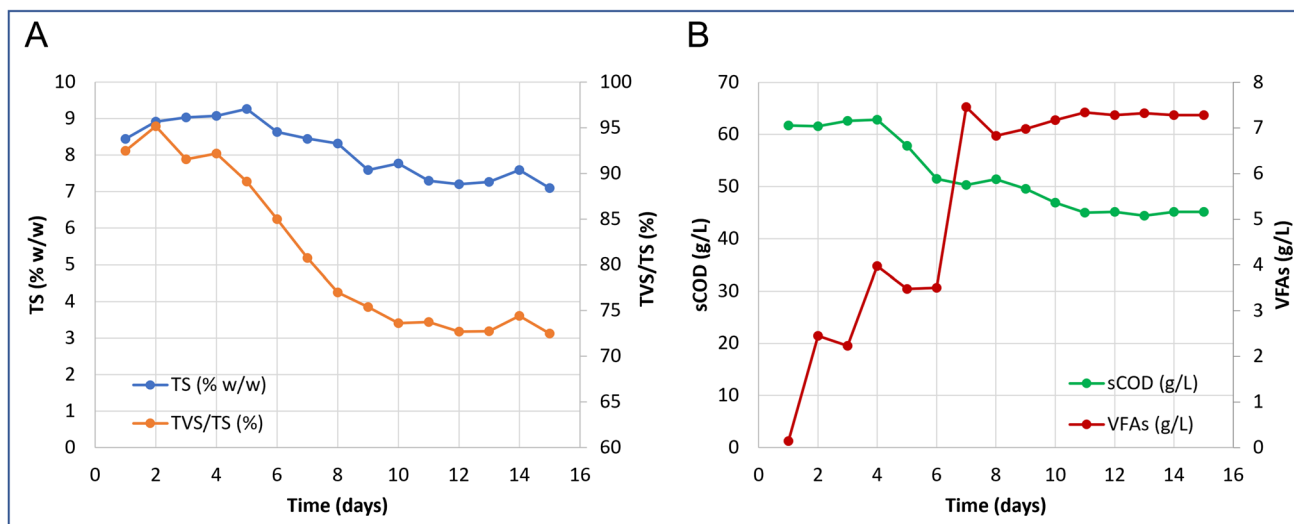 A
B
10
9
8
7
6
5
4
3
2
1
0
TS (% w/w)
100
95
90
85
80
75
70
65
60
TVS/TS (%)
TS (% w/w)
TVS/TS (%)
0 2 4 6 8 10 12 14 16
Time (days)
70
60
50
40
30
20
10
0
sCOD (g/L)
8
7
6
5
4
3
2
1
0
VFAs (g/L)
sCOD (g/L)
VFAs (g/L)
0 2 4 6 8 10 12 14 16
Time (days)